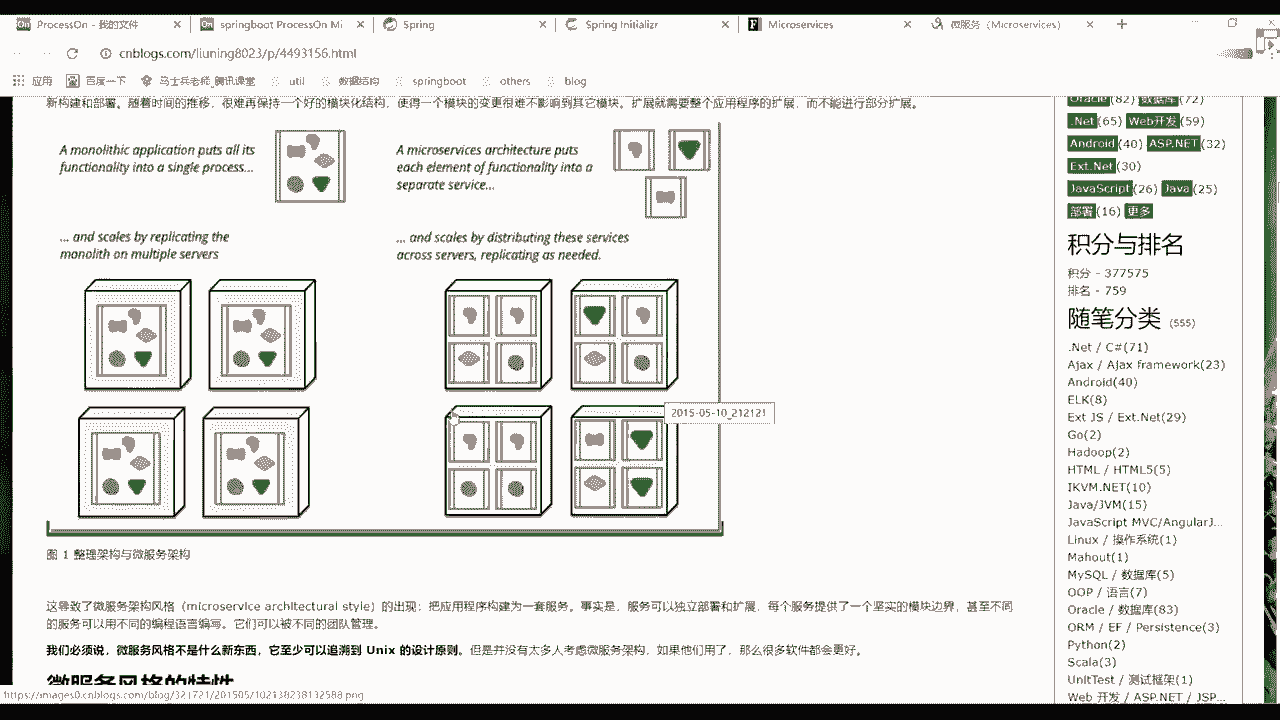 ProcessOn - 我的文件
springboot ProcessOn Mi
Spring
Spring Initializr
Microservices
微服务（Microservices）
cnblogs.com/liuning8023/p/4493156.html
应用
百度一下
马士兵老师_腾讯课堂
util
数据结构
springboot
others
blog
新构建和部署。随着时间的推移，很难再保持一个好的模块化结构，使得一个模块的变更很难不影响到其它模块。扩展就需要整个应用程序的扩展，而不能进行部分扩展。
A monolithic application puts all its
functionality into a single process...
A microservices architecture puts
each element of functionality into a
separate service...
... and scales by replicating the
monolith on multiple servers
... and scales by distributing these services
across servers, replicating as needed.
2015-05-10_212121
图 1 整理架构与微服务架构
这导致了微服务架构风格（microservice architectural style）的出现：把应用程序构建为一套服务。事实是，服务可以独立部署和扩展，每个服务提供了一个坚实的模块边界，甚至不同
的服务可以用不同的编程语言编写。它们可以被不同的团队管理。
我们必须说，微服务风格不是什么新东西，它至少可以追溯到 Unix 的设计原则。但是并没有太多人考虑微服务架构，如果他们用了，那么很多软件都会更好。
微服务风格的特性
https://images0.cnblogs.com/blog/321721/201505/102138238132588.png
Oracle(82) 数据库(72)
.Net(65) Web开发(59)
Android(40) ASP.NET(32)
Ext.Net(30)
JavaScript(26) Java(25)
部署(16) 更多
积分与排名
积分 - 377575
排名 - 759
随笔分类 (555)
.Net / C#(71)
Ajax / Ajax framework(23)
Android(40)
ELK(8)
Ext JS / Ext.Net(29)
Go(2)
Hadoop(2)
HTML / HTML5(5)
IKVM.NET(10)
Java/JVM(15)
JavaScript MVC/AngularJ...
Linux / 操作系统(1)
Mahout(1)
MySQL / 数据库(5)
OOP / 语言(7)
Oracle / 数据库(83)
ORM / EF / Persistence(3)
Python(2)
Scala(3)
UnitTest / 测试框架(1)
Web 开发 / ASP.NET / JSP...